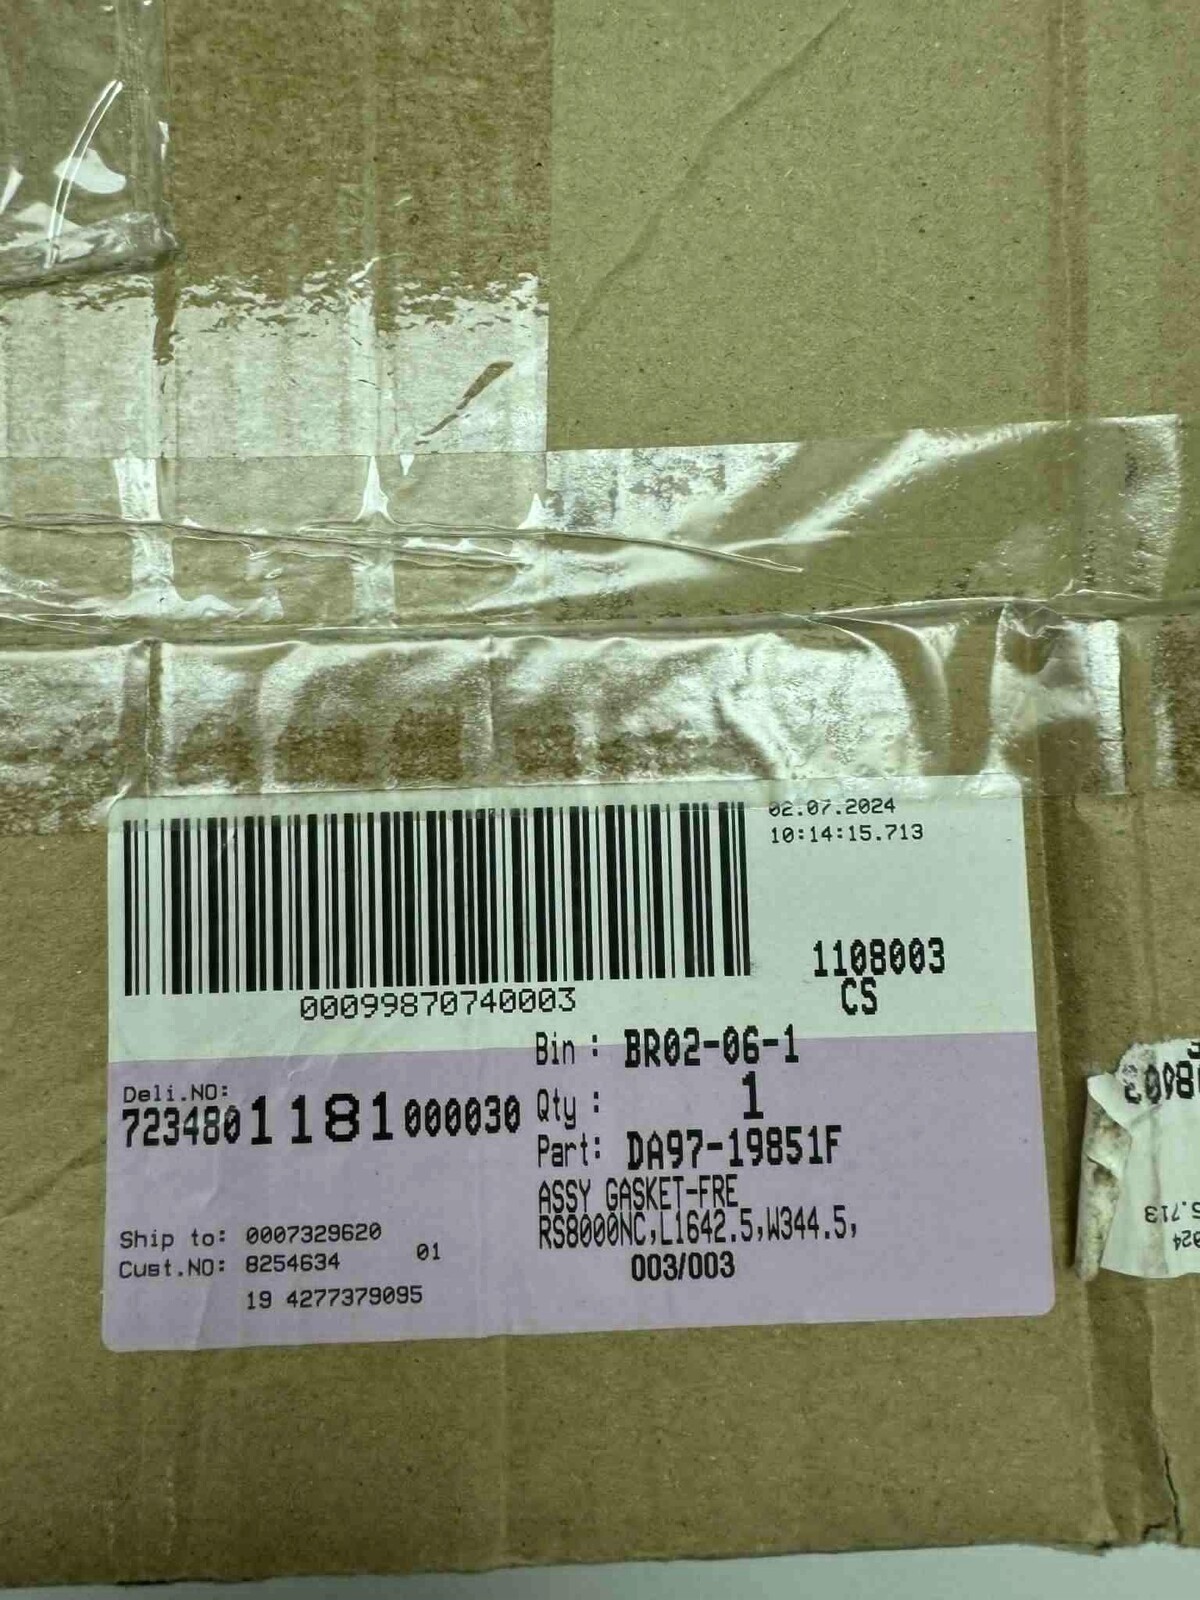 02.07.2024
10:14:15.713
00099870740003
1108003
CS
Bin : BR02-06-1
Deli.NO:
7234801181000030
Qty : 1
Part: DA97-19851F
ASSY GASKET-FRE
RS8000NC,L1642.5,W344.5,
003/003
Ship to: 0007329620
Cust.NO: 8254634 01
19 4277379095